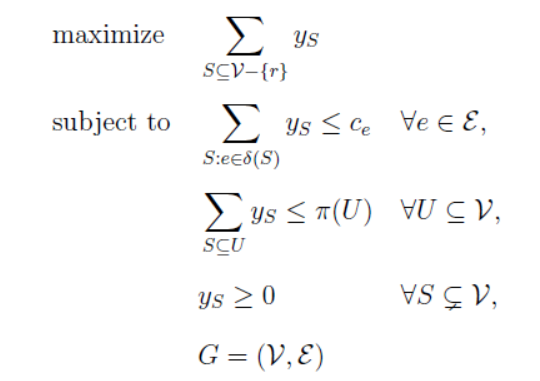 maximize ∑_{S⊆𝒱−{r}} y_S
subject to ∑_{S:e∈δ(S)} y_S ≤ c_e ∀e ∈ ℰ,
∑_{S⊆U} y_S ≤ π(U) ∀U ⊆ 𝒱,
y_S ≥ 0 ∀S ⊊ 𝒱,
G = (𝒱, ℰ)